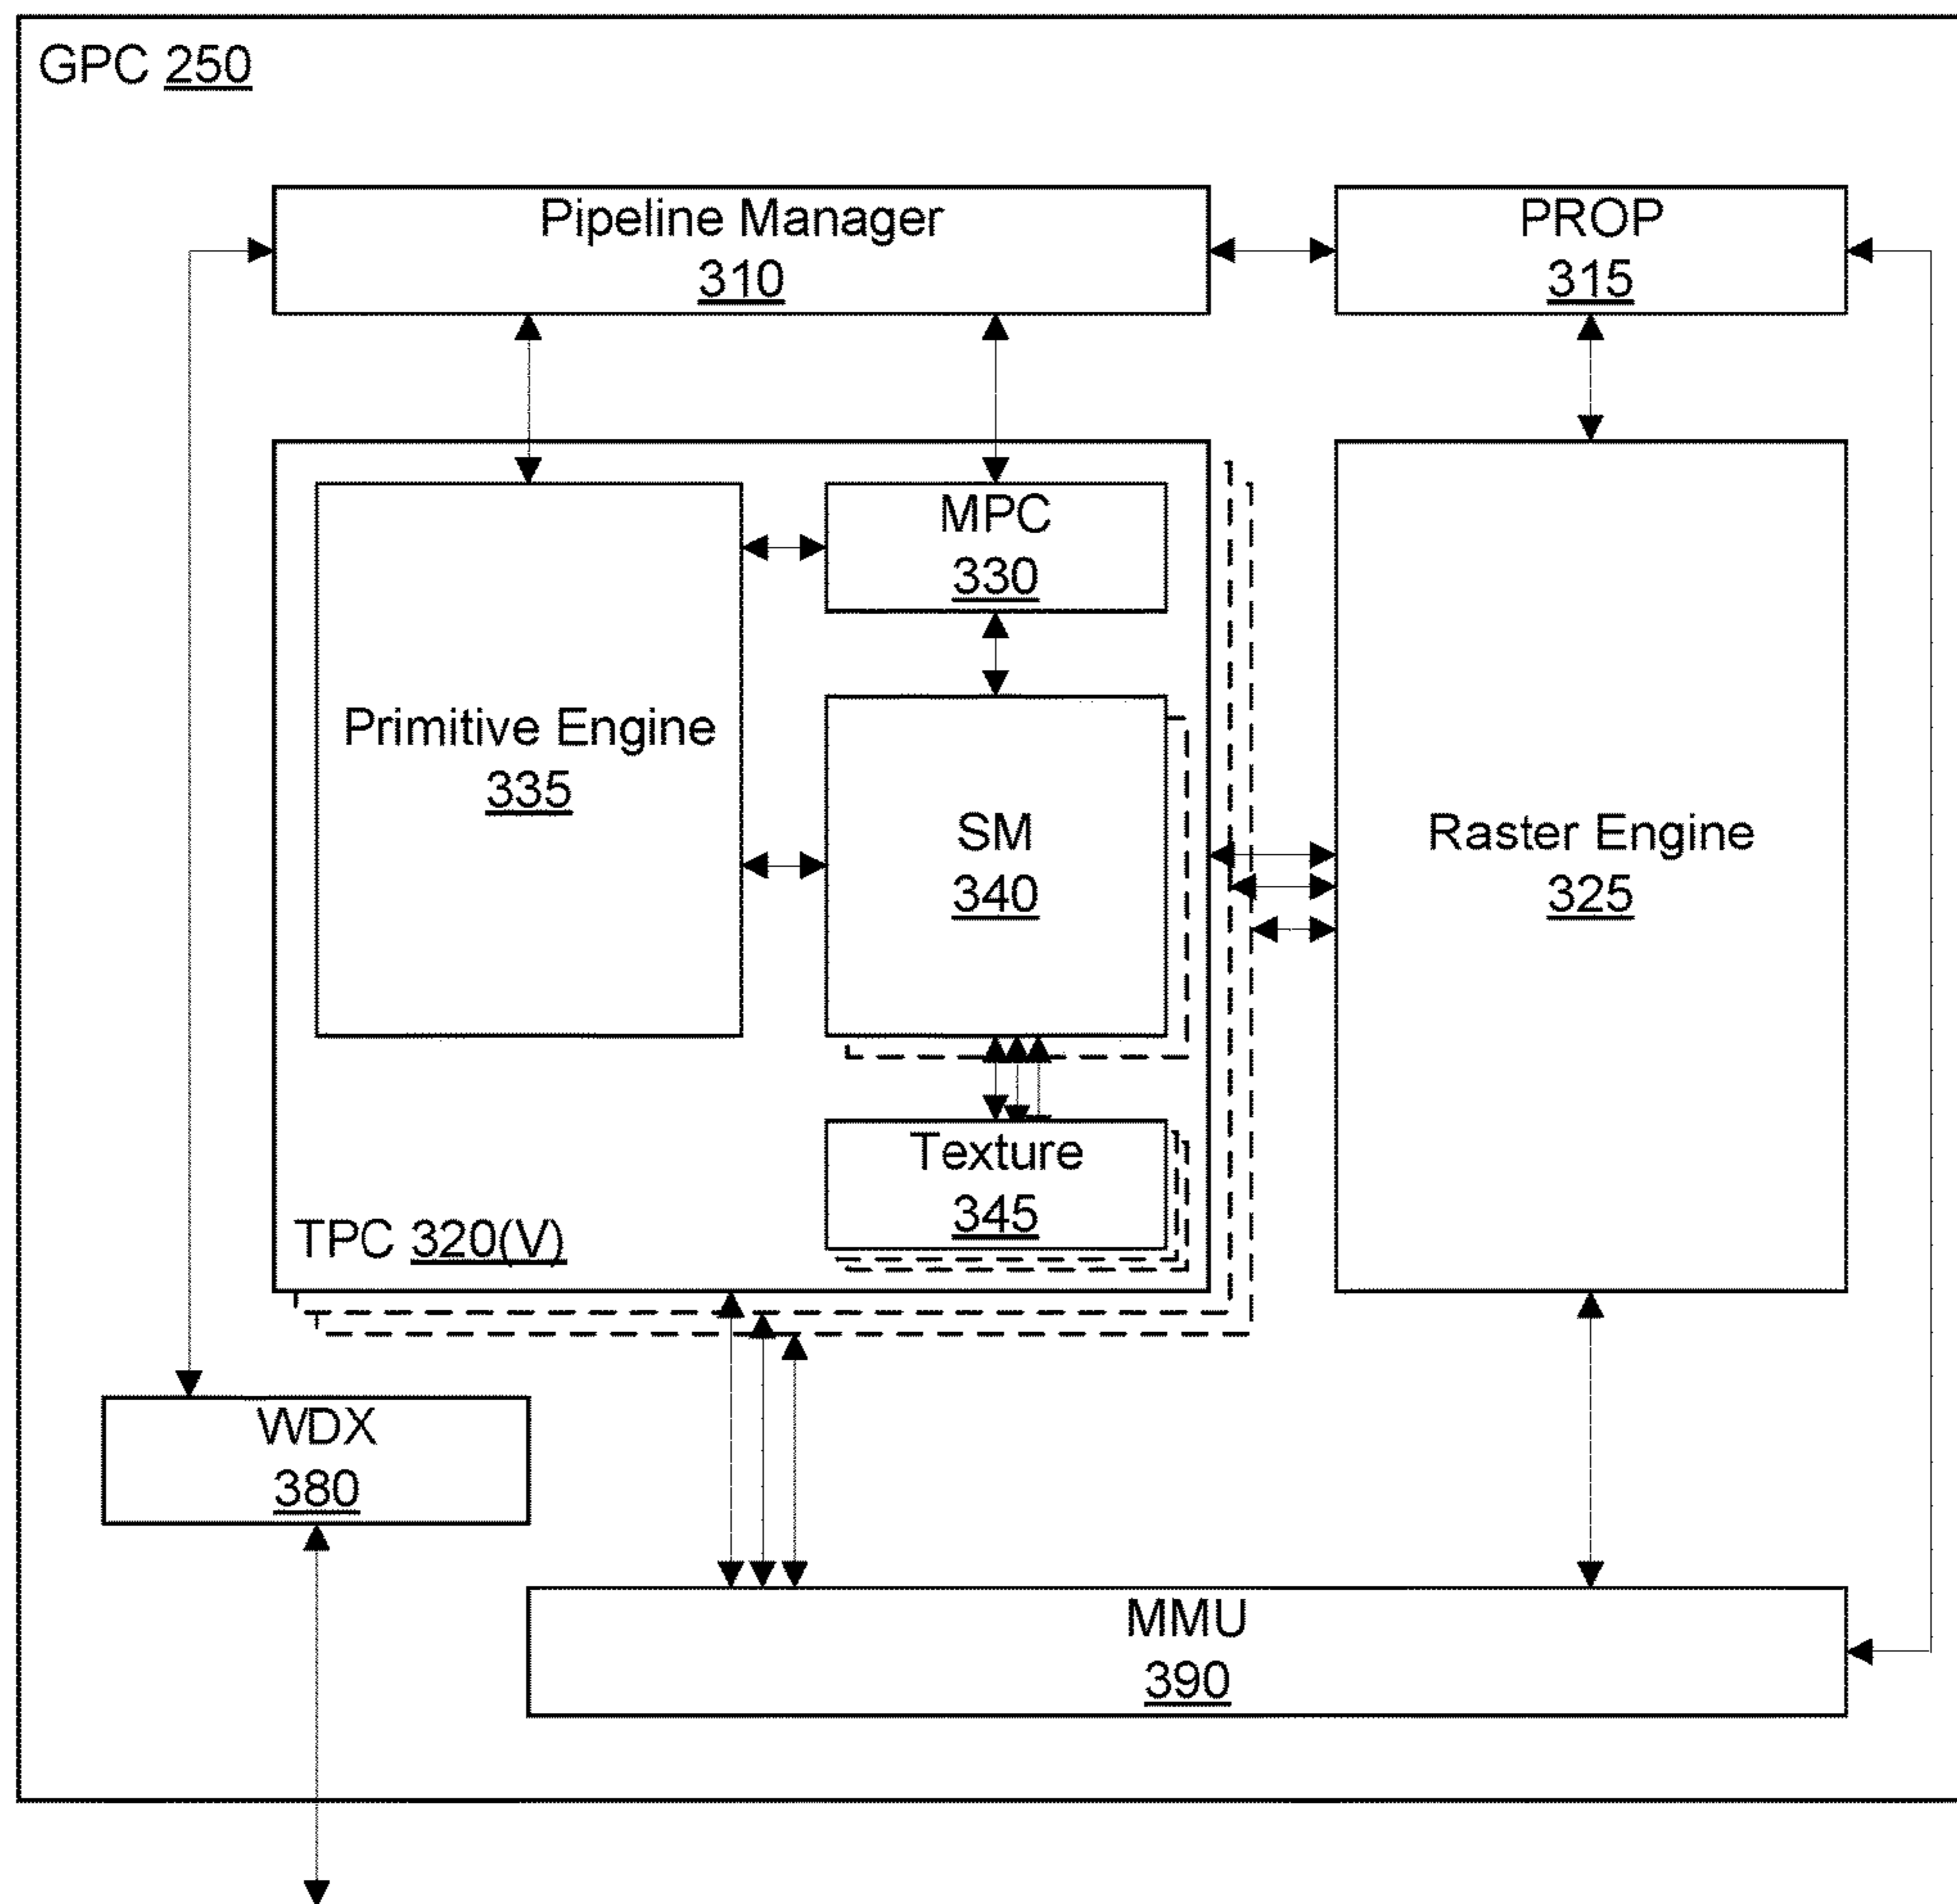 GPC 250
Pipeline Manager
310
PROP
315
Primitive Engine
335
MPC
330
SM
340
Texture
345
TPC 320(V)
Raster Engine
325
WDX
380
MMU
390